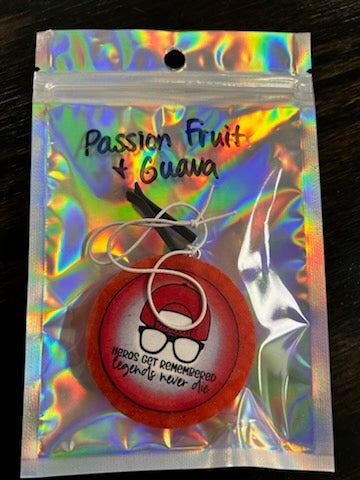 Passion Fruit
+ Guava
HEROS GET REMEMBERED
legends never die